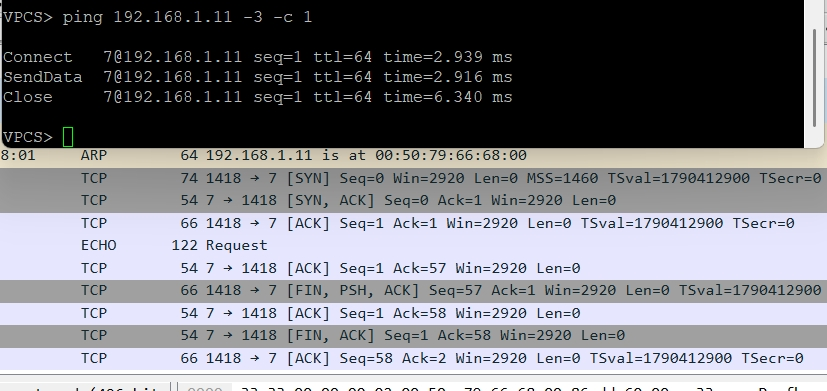 VPCS> ping 192.168.1.11 -3 -c 1
Connect 7@192.168.1.11 seq=1 ttl=64 time=2.939 ms
SendData 7@192.168.1.11 seq=1 ttl=64 time=2.916 ms
Close 7@192.168.1.11 seq=1 ttl=64 time=6.340 ms
VPCS>
8:01 ARP 64 192.168.1.11 is at 00:50:79:66:68:00
TCP 74 1418 → 7 [SYN] Seq=0 Win=2920 Len=0 MSS=1460 TSval=1790412900 TSecr=0
TCP 54 7 → 1418 [SYN, ACK] Seq=0 Ack=1 Win=2920 Len=0
TCP 66 1418 → 7 [ACK] Seq=1 Ack=1 Win=2920 Len=0 TSval=1790412900 TSecr=0
ECHO 122 Request
TCP 54 7 → 1418 [ACK] Seq=1 Ack=57 Win=2920 Len=0
TCP 66 1418 → 7 [FIN, PSH, ACK] Seq=57 Ack=1 Win=2920 Len=0 TSval=1790412900
TCP 54 7 → 1418 [ACK] Seq=1 Ack=58 Win=2920 Len=0
TCP 54 7 → 1418 [FIN, ACK] Seq=1 Ack=58 Win=2920 Len=0
TCP 66 1418 → 7 [ACK] Seq=58 Ack=2 Win=2920 Len=0 TSval=1790412900 TSecr=0